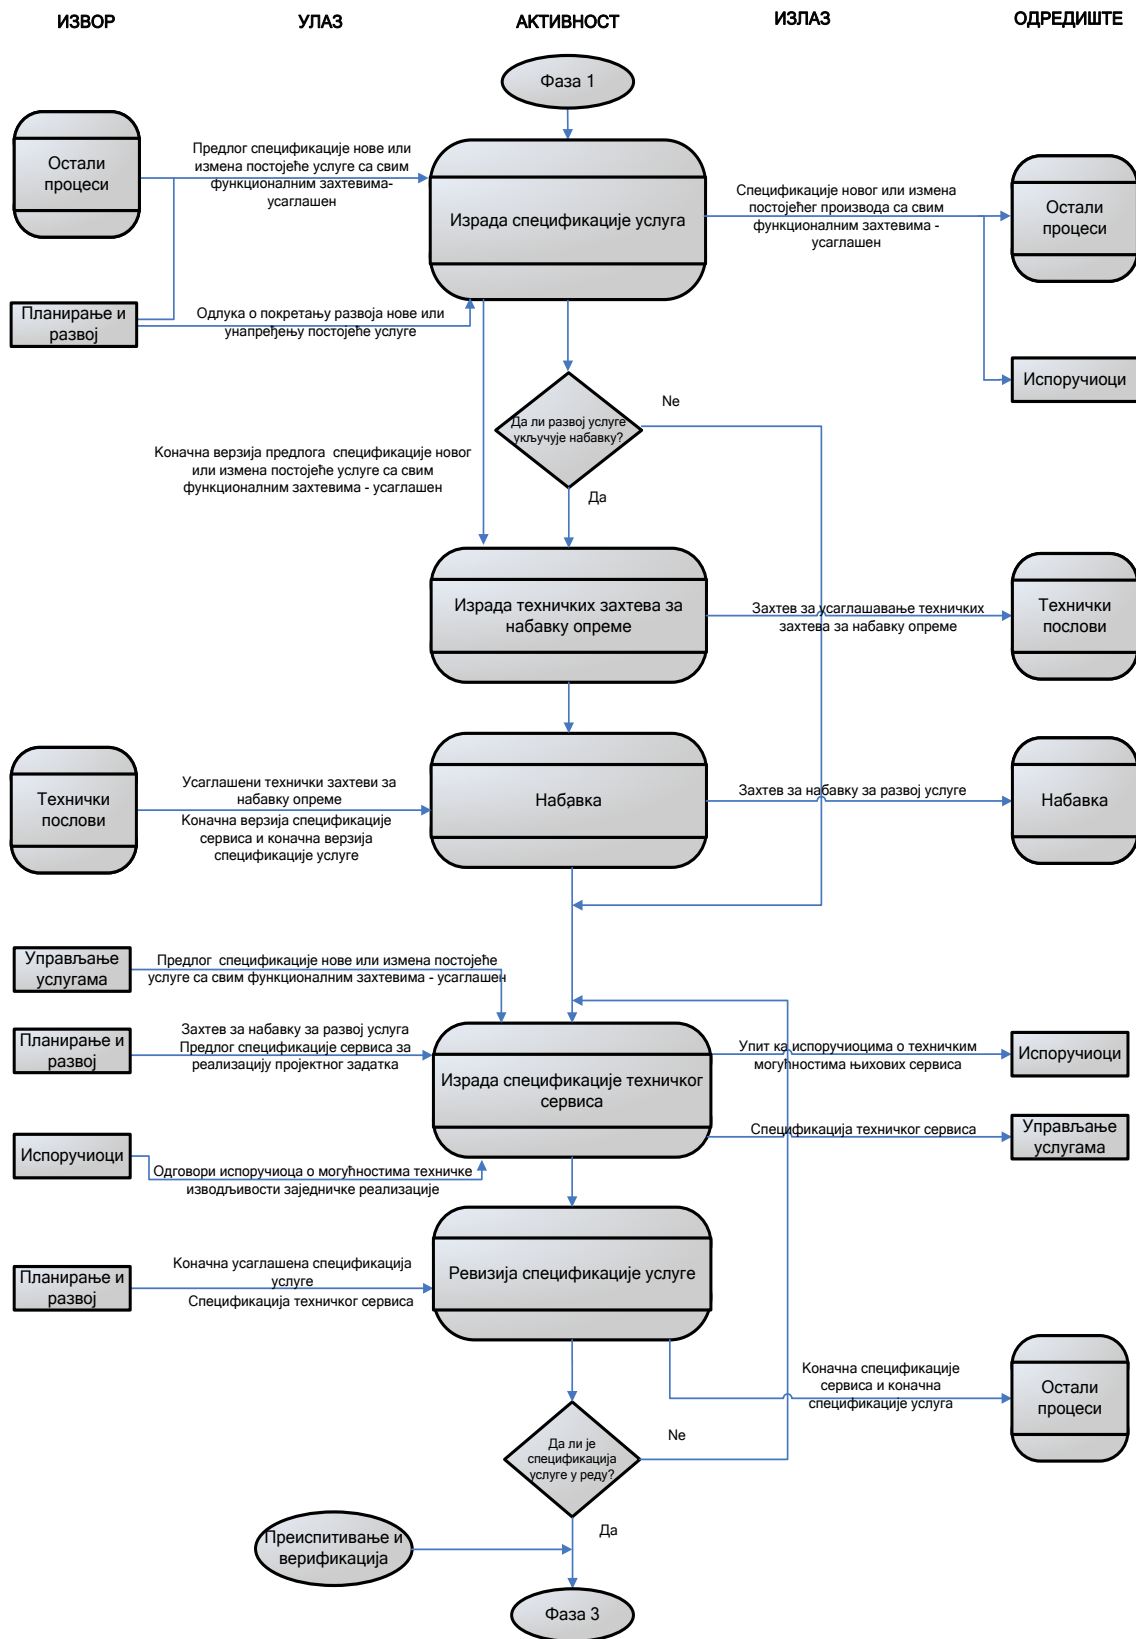 ИЗВОР
УЛАЗ
АКТИВНОСТ
ИЗЛАЗ
ОДРЕДИШТЕ
Фаза 1
Остали
процеси
Предлог спецификације нове или
измена постојеће услуге са свим
функционалним захтевима-
усаглашен
Израда спецификације услуга
Спецификације новог или измена
постојећег производа са свим
функционалним захтевима -
усаглашен
Остали
процеси
Планирање и
развој
Одлука о покретању развоја нове или
унапређењу постојеће услуге
Испоручиоци
Да ли развој услуге
укључује набавку?
Ne
Да
Коначна верзија предлога спецификације новог
или измена постојеће услуге са свим
функционалним захтевима - усаглашен
Израда техничких захтева за
набавку опреме
Захтев за усаглашавање техничких
захтева за набавку опреме
Технички
послови
Технички
послови
Усаглашени технички захтеви за
набавку опреме
Коначна верзија спецификације
сервиса и коначна верзија
спецификације услуге
Набавка
Захтев за набавку за развој услуге
Набавка
Управљање
услугама
Предлог спецификације нове или измена постојеће
услуге са свим функционалним захтевима - усаглашен
Планирање и
развој
Захтев за набавку за развој услуга
Предлог спецификације сервиса за
реализацију пројектног задатка
Израда спецификације техничког
сервиса
Упит ка испоручиоцима о техничким
могућностима њихових сервиса
Испоручиоци
Спецификација техничког сервиса
Управљање
услугама
Испоручиоци
Одговори испоручиоца о могућностима техничке
изводљивости заједничке реализације
Планирање и
развој
Коначна усаглашена спецификација
услуге
Спецификација техничког сервиса
Ревизија спецификације услуге
Коначна спецификације
сервиса и коначна
спецификације услуга
Остали
процеси
Да ли је
спецификација
услуге у реду?
Ne
Да
Преиспитивање и
верификација
Фаза 3